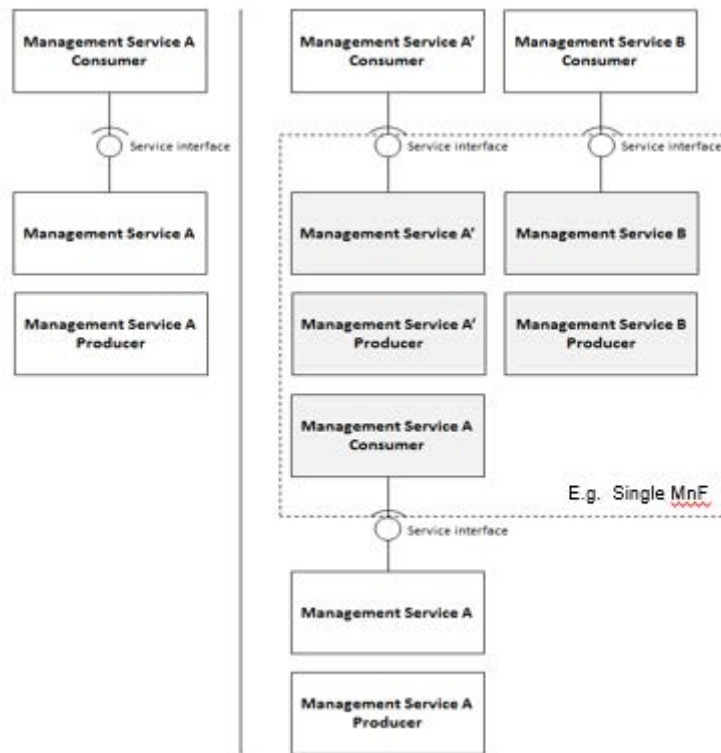 Management Service A
Consumer
Service interface
Management Service A
Management Service A
Producer
Management Service A’
Consumer
Management Service B
Consumer
Service interface
Service interface
Management Service A’
Management Service B
Management Service A’
Producer
Management Service B
Producer
Management Service A
Consumer
E.g. Single MnF
Service interface
Management Service A
Management Service A
Producer